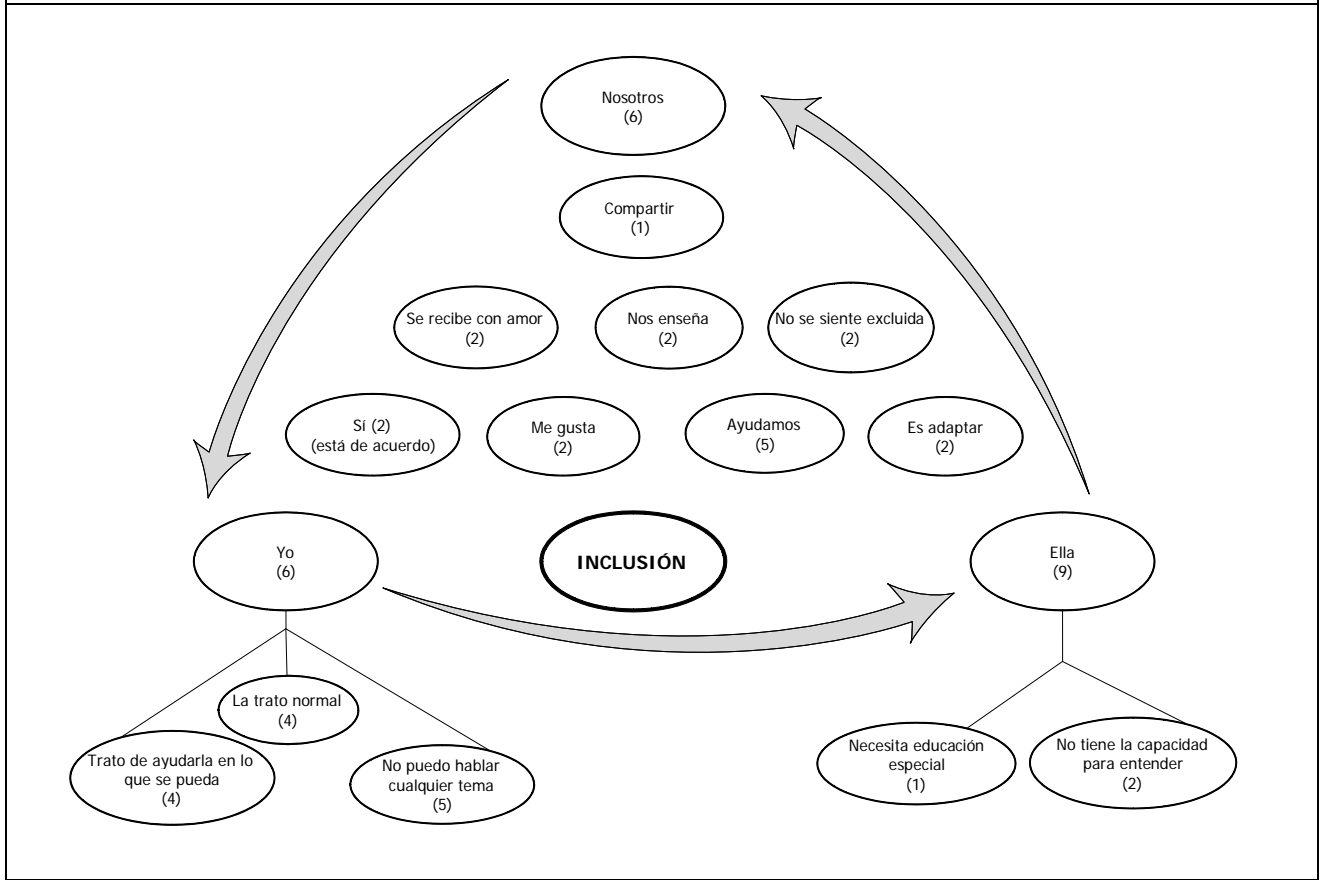 Nosotros
(6)
Compartir
(1)
Se recibe con amor
(2)
Nos enseña
(2)
No se siente excluida
(2)
Sí (2)
(está de acuerdo)
Me gusta
(2)
Ayudamos
(5)
Es adaptar
(2)
Yo
(6)
INCLUSIÓN
Ella
(9)
La trato normal
(4)
Trato de ayudarla en lo
que se pueda
(4)
No puedo hablar
cualquier tema
(5)
Necesita educación
especial
(1)
No tiene la capacidad
para entender
(2)